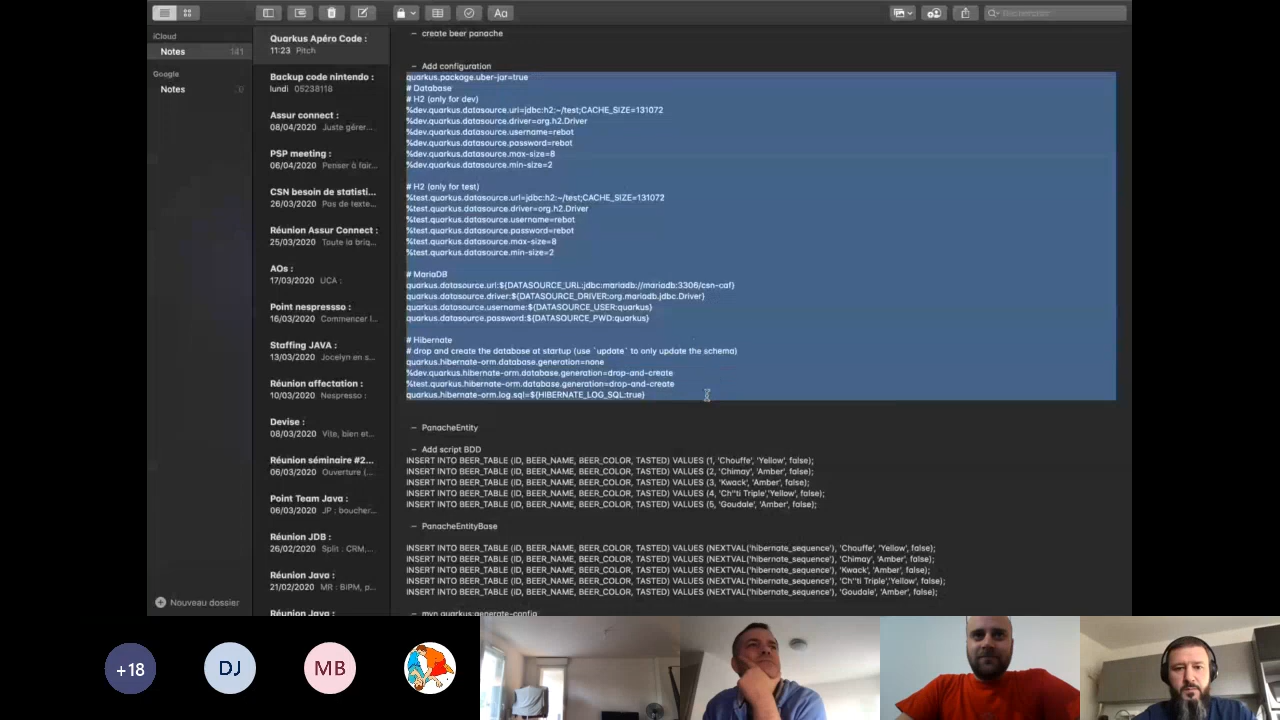 Aa
Rechercher
iCloud
Notes 141
Google
Notes
Nouveau dossier
Quarkus Apéro Code :
11:23 Pitch
Backup code nintendo :
lundi 05238118
Assur connect :
08/04/2020 Juste gérer...
PSP meeting :
06/04/2020 Penser à fair...
CSN besoin de statisti...
26/03/2020 Pas de texte...
Réunion Assur Connect :
25/03/2020 Toute la briq...
AOs :
17/03/2020 UCA :
Point nespressso :
16/03/2020 Commencer l...
Staffing JAVA :
13/03/2020 Jocelyn en s...
Réunion affectation :
10/03/2020 Nespresso :
Devise :
08/03/2020 Vite, bien et...
Réunion séminaire #2...
06/03/2020 Ouverture (...
Point Team Java :
06/03/2020 JP : boucher...
Réunion JDB :
26/02/2020 Split : CRM,...
Réunion Java :
21/02/2020 MR : BIPM, p...
Réunion Java :
– create beer panache
– Add configuration
quarkus.package.uber-jar=true
# Database
# H2 (only for dev)
%dev.quarkus.datasource.url=jdbc:h2:~/test;CACHE_SIZE=131072
%dev.quarkus.datasource.driver=org.h2.Driver
%dev.quarkus.datasource.username=rebot
%dev.quarkus.datasource.password=rebot
%dev.quarkus.datasource.max-size=8
%dev.quarkus.datasource.min-size=2
# H2 (only for test)
%test.quarkus.datasource.url=jdbc:h2:~/test;CACHE_SIZE=131072
%test.quarkus.datasource.driver=org.h2.Driver
%test.quarkus.datasource.username=rebot
%test.quarkus.datasource.password=rebot
%test.quarkus.datasource.max-size=8
%test.quarkus.datasource.min-size=2
# MariaDB
quarkus.datasource.url:${DATASOURCE_URL:jdbc:mariadb://mariadb:3306/csn-caf}
quarkus.datasource.driver:${DATASOURCE_DRIVER:org.mariadb.jdbc.Driver}
quarkus.datasource.username:${DATASOURCE_USER:quarkus}
quarkus.datasource.password:${DATASOURCE_PWD:quarkus}
# Hibernate
# drop and create the database at startup (use `update` to only update the schema)
quarkus.hibernate-orm.database.generation=none
%dev.quarkus.hibernate-orm.database.generation=drop-and-create
%test.quarkus.hibernate-orm.database.generation=drop-and-create
quarkus.hibernate-orm.log.sql=${HIBERNATE_LOG_SQL:true}
– PanacheEntity
– Add script BDD
INSERT INTO BEER_TABLE (ID, BEER_NAME, BEER_COLOR, TASTED) VALUES (1, 'Chouffe', 'Yellow', false);
INSERT INTO BEER_TABLE (ID, BEER_NAME, BEER_COLOR, TASTED) VALUES (2, 'Chimay', 'Amber', false);
INSERT INTO BEER_TABLE (ID, BEER_NAME, BEER_COLOR, TASTED) VALUES (3, 'Kwack', 'Amber', false);
INSERT INTO BEER_TABLE (ID, BEER_NAME, BEER_COLOR, TASTED) VALUES (4, 'Ch''ti Triple','Yellow', false);
INSERT INTO BEER_TABLE (ID, BEER_NAME, BEER_COLOR, TASTED) VALUES (5, 'Goudale', 'Amber', false);
– PanacheEntityBase
INSERT INTO BEER_TABLE (ID, BEER_NAME, BEER_COLOR, TASTED) VALUES (NEXTVAL('hibernate_sequence'), 'Chouffe', 'Yellow', false);
INSERT INTO BEER_TABLE (ID, BEER_NAME, BEER_COLOR, TASTED) VALUES (NEXTVAL('hibernate_sequence'), 'Chimay', 'Amber', false);
INSERT INTO BEER_TABLE (ID, BEER_NAME, BEER_COLOR, TASTED) VALUES (NEXTVAL('hibernate_sequence'), 'Kwack', 'Amber', false);
INSERT INTO BEER_TABLE (ID, BEER_NAME, BEER_COLOR, TASTED) VALUES (NEXTVAL('hibernate_sequence'), 'Ch''ti Triple','Yellow', false);
INSERT INTO BEER_TABLE (ID, BEER_NAME, BEER_COLOR, TASTED) VALUES (NEXTVAL('hibernate_sequence'), 'Goudale', 'Amber', false);
– mvn quarkus:generate-config
+18
DJ
MB